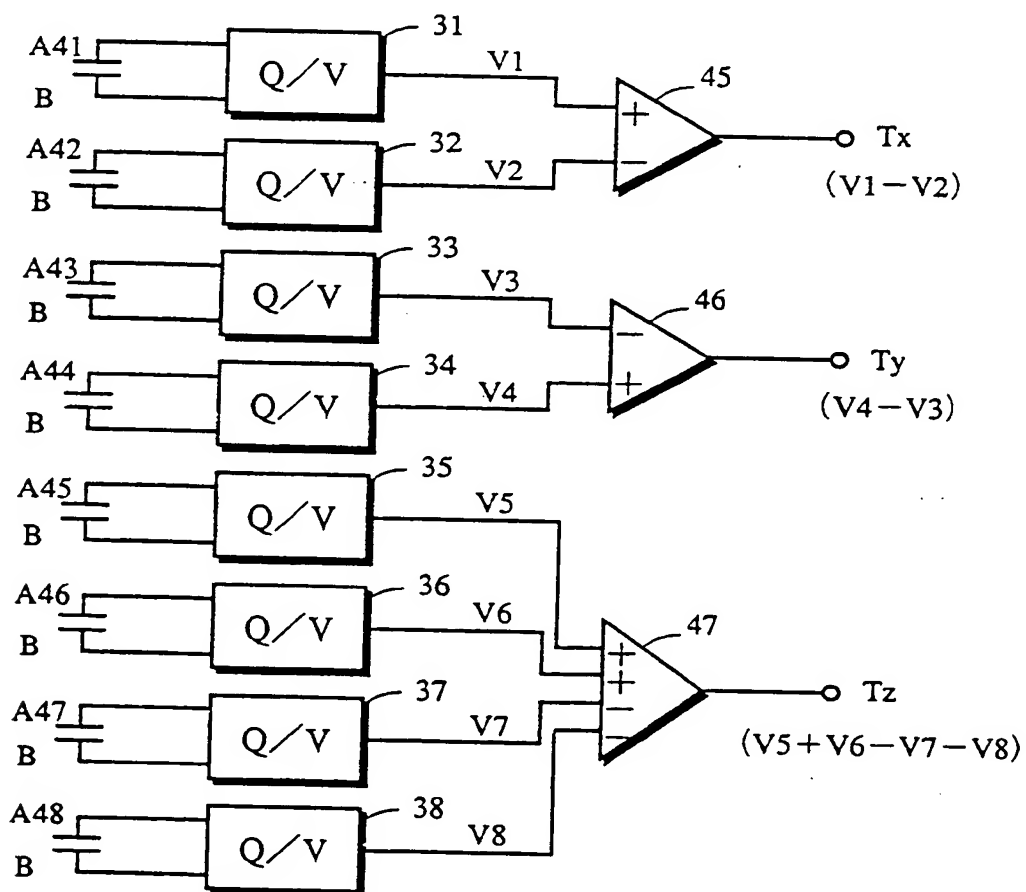 31
A41
Q/V
V1
B
45
+
−
Tx
(V1−V2)
32
A42
Q/V
V2
B
33
A43
Q/V
V3
B
46
−
+
Ty
(V4−V3)
34
A44
Q/V
V4
B
35
A45
Q/V
V5
B
36
A46
Q/V
V6
B
47
+
+
−
−
Tz
(V5+V6−V7−V8)
37
A47
Q/V
V7
B
38
A48
Q/V
V8
B